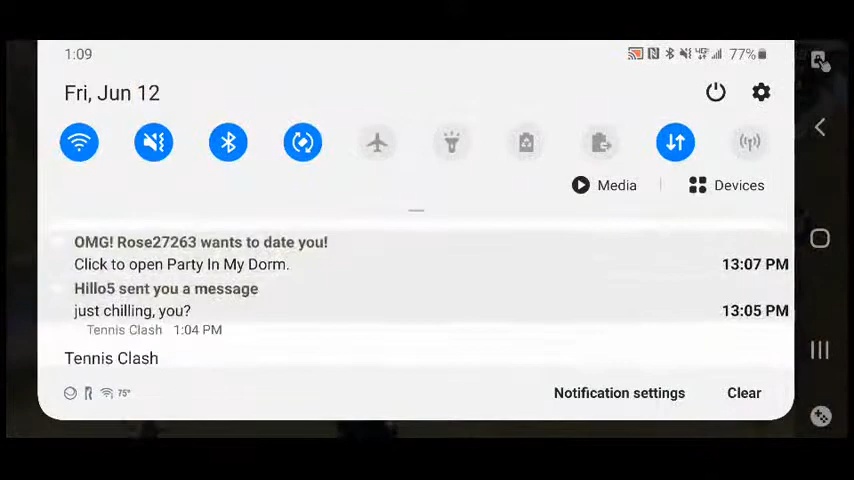 1:09
77%
Fri, Jun 12
Media
Devices
OMG! Rose27263 wants to date you!
Click to open Party In My Dorm.
13:07 PM
Hillo5 sent you a message
just chilling, you?
13:05 PM
Tennis Clash 1:04 PM
Tennis Clash
75°
Notification settings
Clear